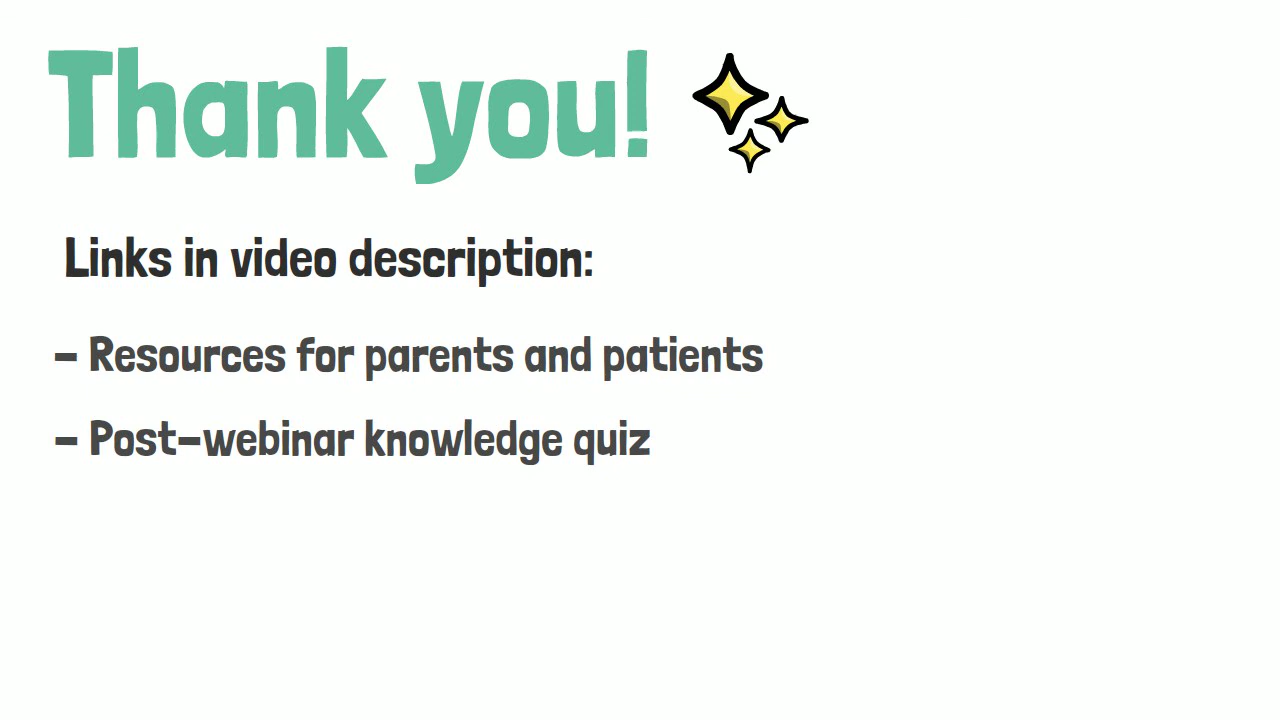 Thank you!
Links in video description:
- Resources for parents and patients
- Post-webinar knowledge quiz